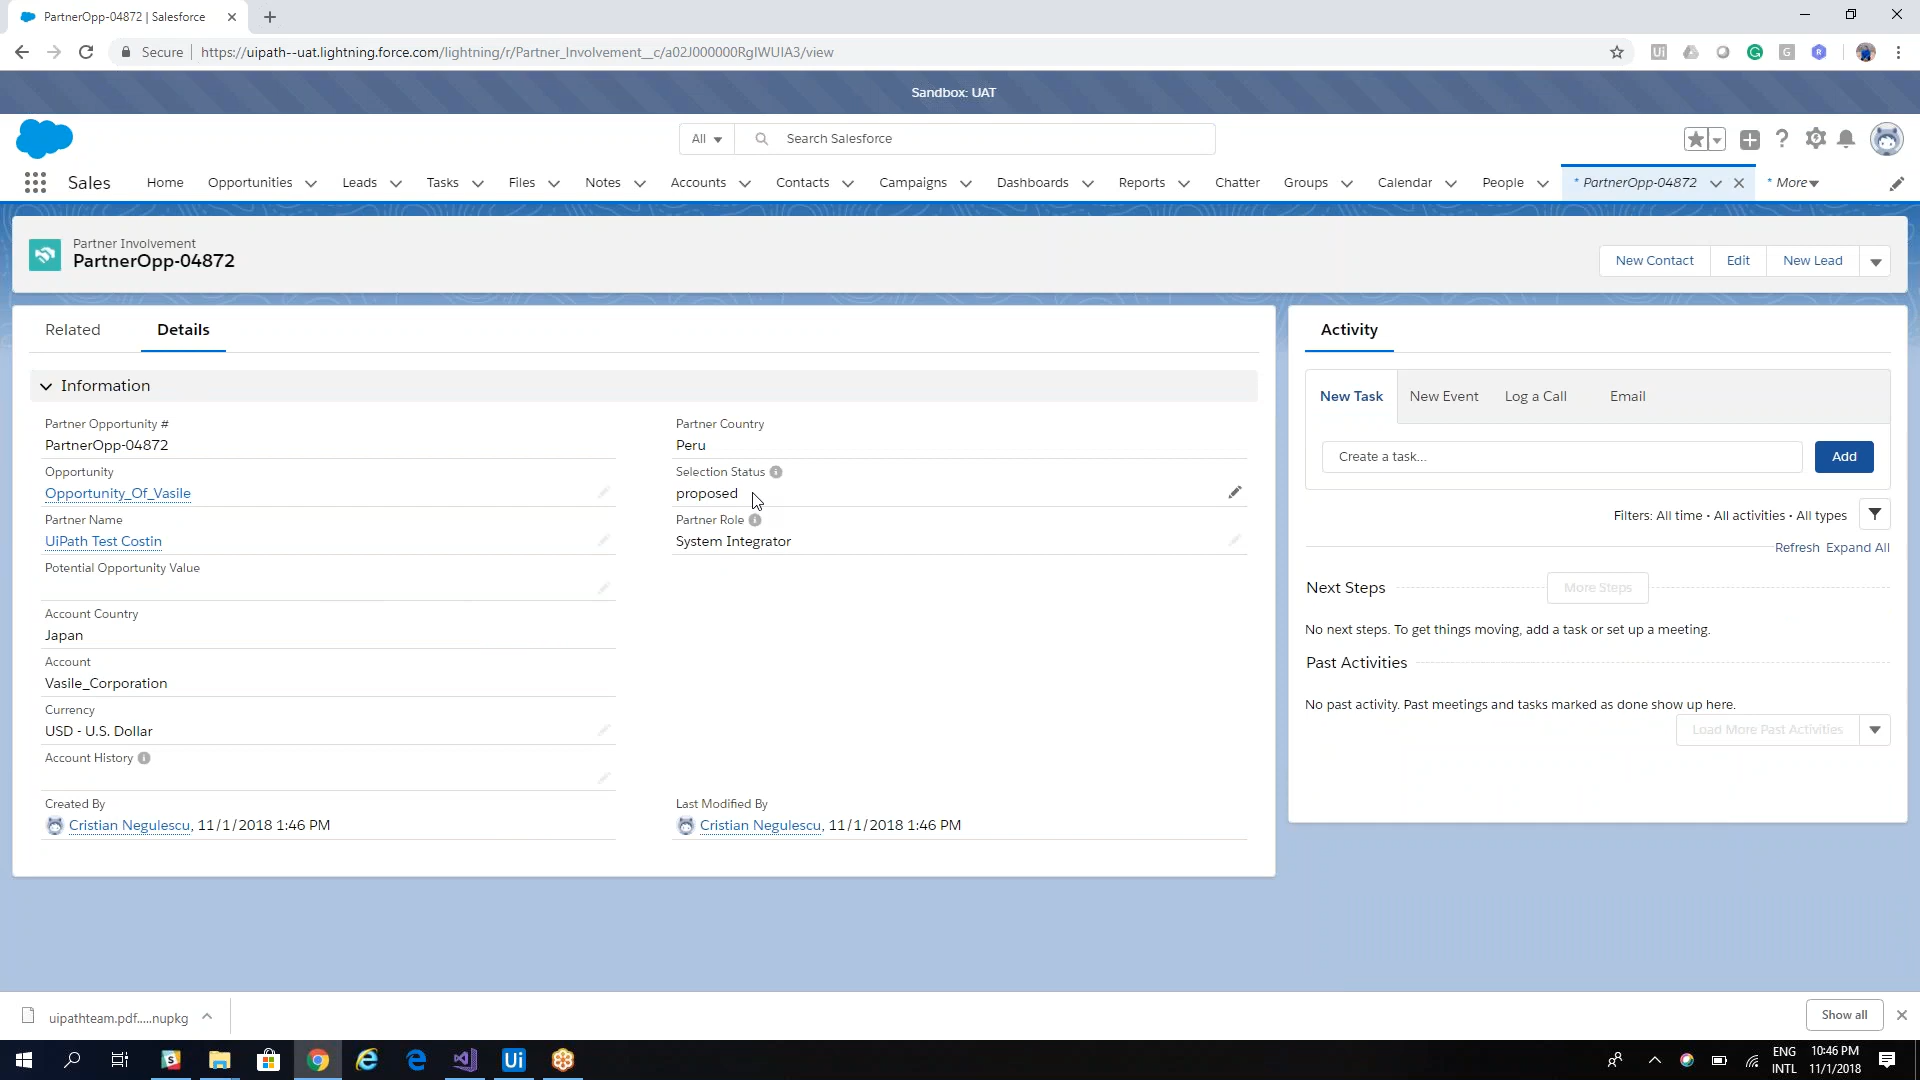 PartnerOpp-04872 | Salesforce
Secure
https://uipath--uat.lightning.force.com/lightning/r/Partner_Involvement__c/a02J000000RgIWUIA3/view
Sandbox: UAT
All
Search Salesforce
Sales
Home
Opportunities
Leads
Tasks
Files
Notes
Accounts
Contacts
Campaigns
Dashboards
Reports
Chatter
Groups
Calendar
People
* PartnerOpp-04872
* More
Partner Involvement
PartnerOpp-04872
New Contact
Edit
New Lead
Related
Details
Information
Partner Opportunity #
PartnerOpp-04872
Opportunity
Opportunity_Of_Vasile
Partner Name
UiPath Test Costin
Potential Opportunity Value
Account Country
Japan
Account
Vasile_Corporation
Currency
USD - U.S. Dollar
Account History
Created By
Cristian Negulescu, 11/1/2018 1:46 PM
Partner Country
Peru
Selection Status
proposed
Partner Role
System Integrator
Last Modified By
Cristian Negulescu, 11/1/2018 1:46 PM
Activity
New Task
New Event
Log a Call
Email
Create a task...
Add
Filters: All time • All activities • All types
Refresh
Expand All
Next Steps
More Steps
No next steps. To get things moving, add a task or set up a meeting.
Past Activities
No past activity. Past meetings and tasks marked as done show up here.
Load More Past Activities
uipathteam.pdf.....nupkg
Show all
Ui
ENG
INTL
10:46 PM
11/1/2018